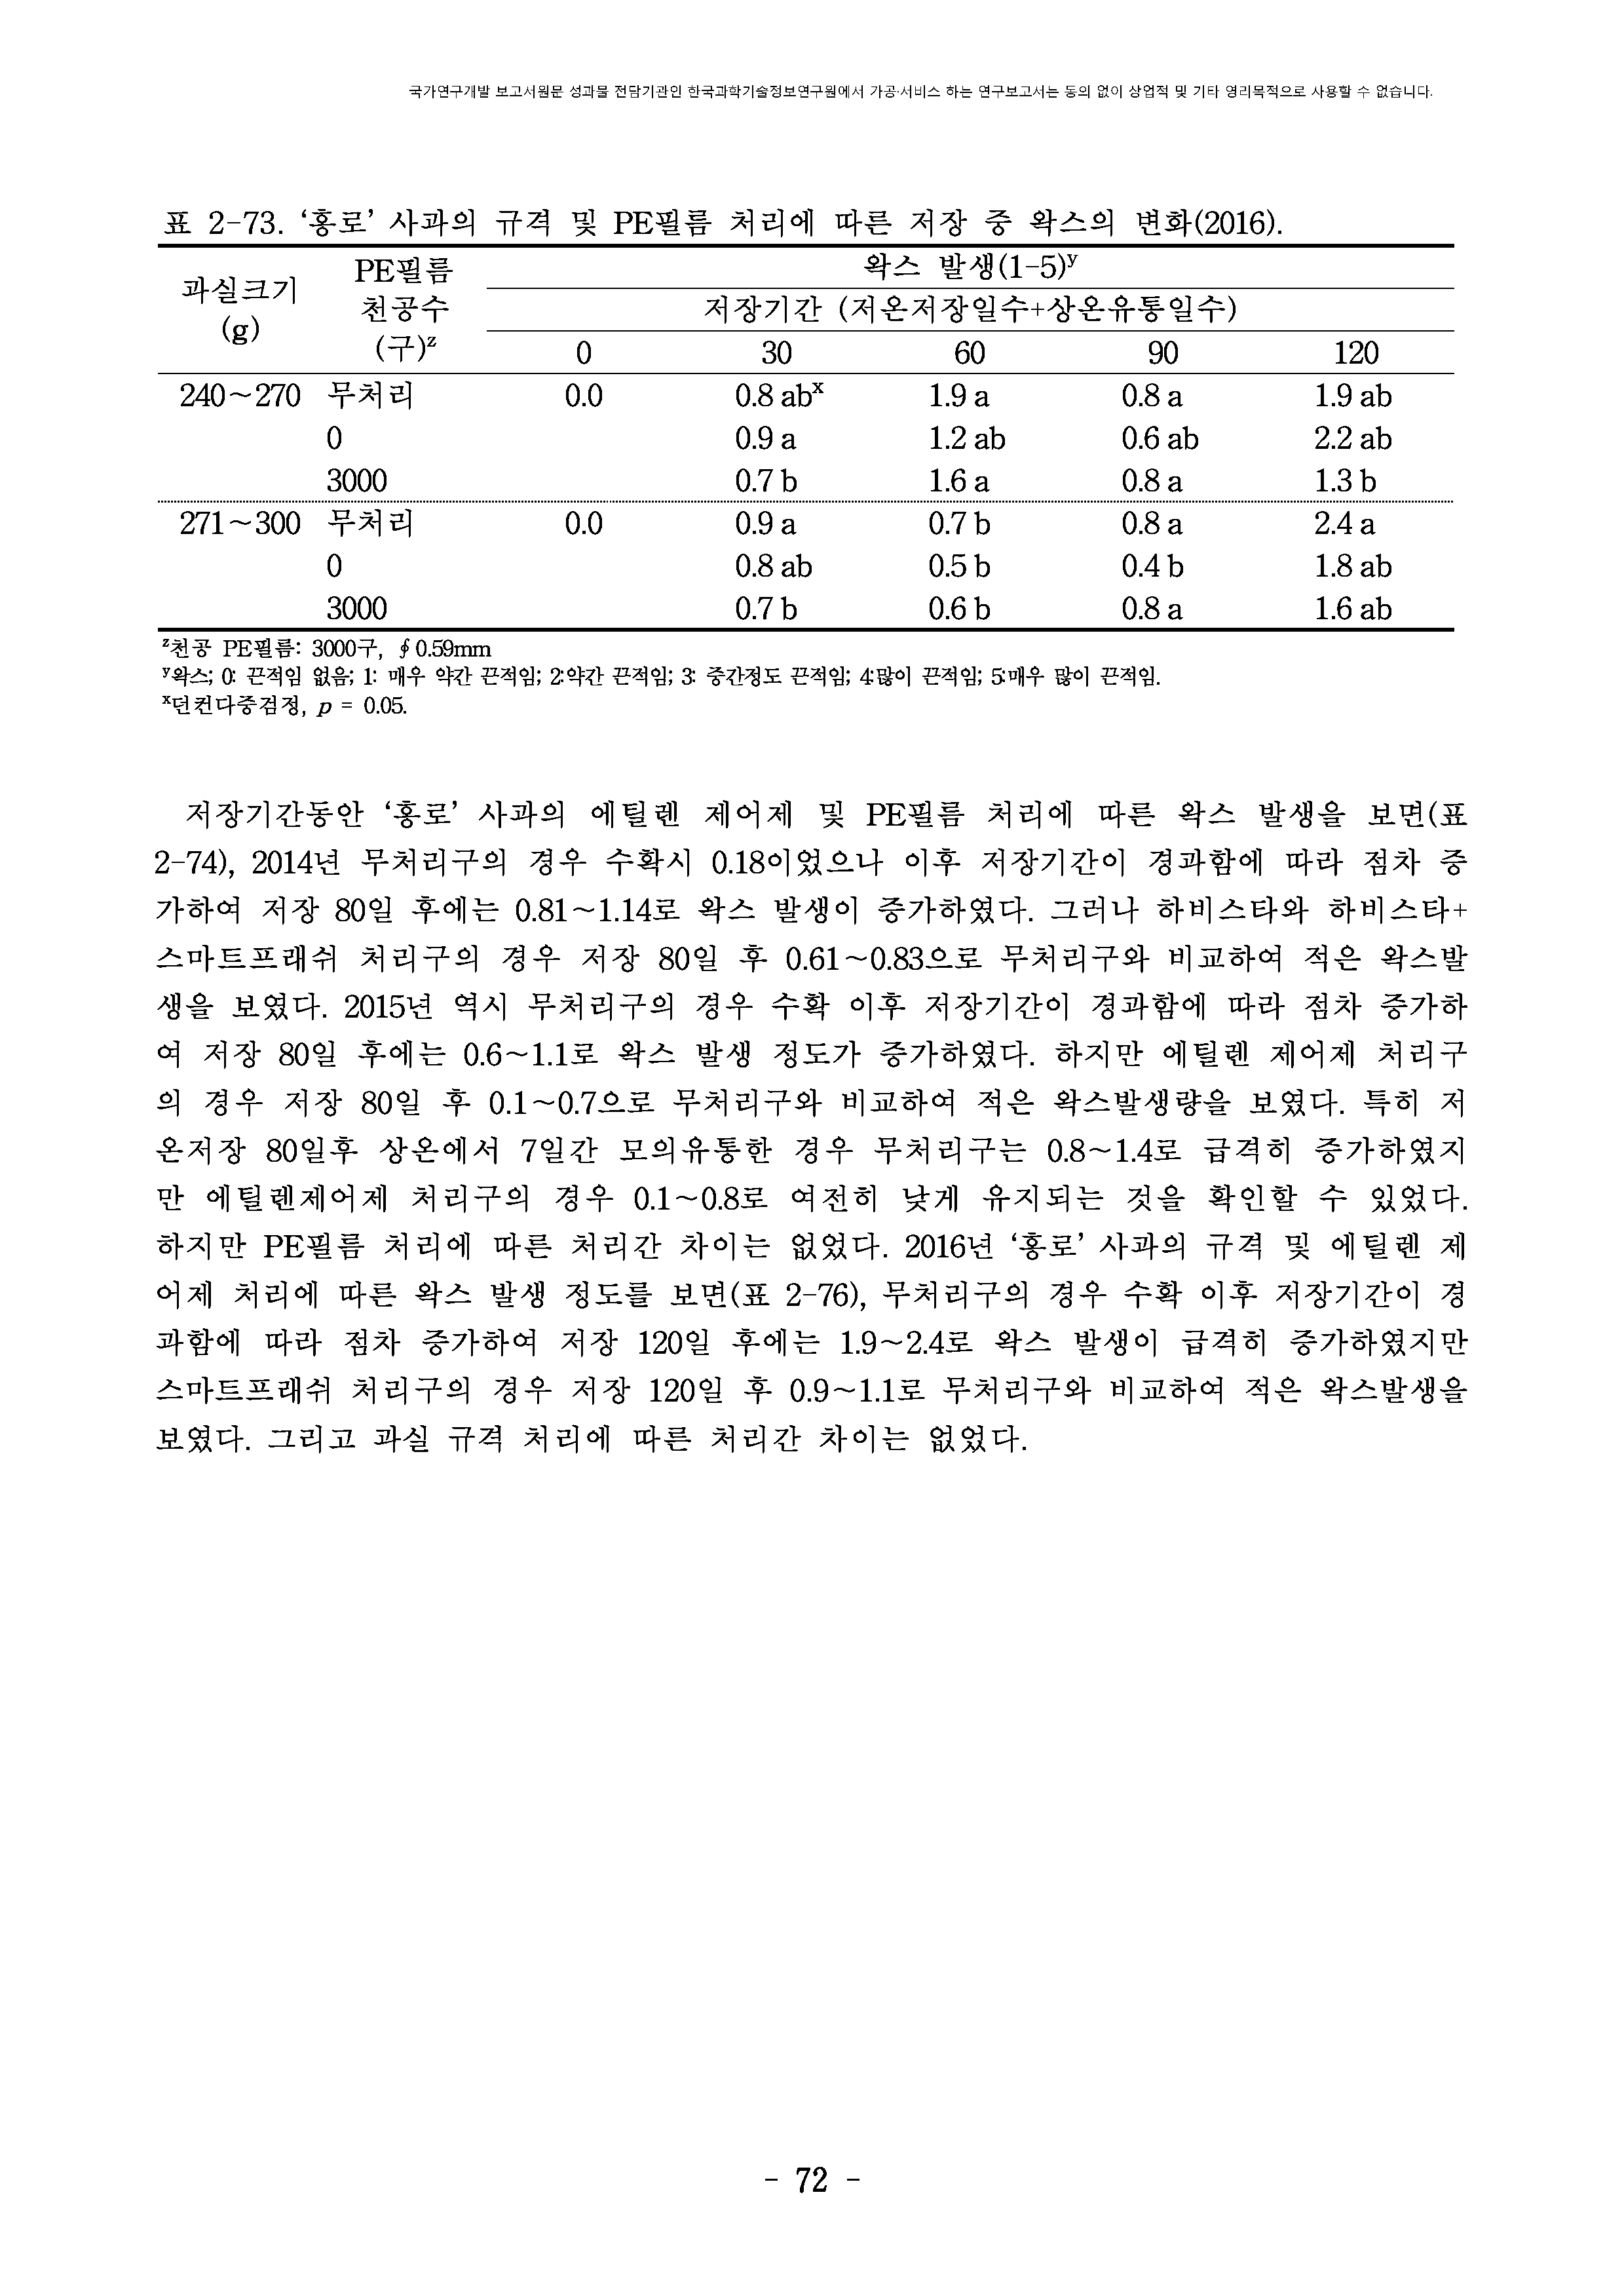 국가연구개발 보고서원문 성과물 전담기관인 한국과학기술정보연구원에서 가공·서비스 하는 연구보고서는 동의 없이 상업적 및 기타 영리목적으로 사용할 수 없습니다.
표 2-73. ‘홍로’ 사과의 규격 및 PE필름 처리에 따른 저장 중 왁스의 변화(2016).
과실크기 (g) PE필름 천공수 (구)ᶻ 왁스 발생(1-5)ʸ
저장기간 (저온저장일수+상온유통일수)
0 30 60 90 120
240~270 무처리 0.0 0.8 abˣ 1.9 a 0.8 a 1.9 ab
0 0.9 a 1.2 ab 0.6 ab 2.2 ab
3000 0.7 b 1.6 a 0.8 a 1.3 b
271~300 무처리 0.0 0.9 a 0.7 b 0.8 a 2.4 a
0 0.8 ab 0.5 b 0.4 b 1.8 ab
3000 0.7 b 0.6 b 0.8 a 1.6 ab
ᶻ천공 PE필름: 3000구, ∮0.59mm
ʸ왁스; 0: 끈적임 없음; 1: 매우 약간 끈적임; 2:약간 끈적임; 3: 중간정도 끈적임; 4:많이 끈적임; 5:매우 많이 끈적임.
ˣ던컨다중검정, p = 0.05.
저장기간동안 ‘홍로’ 사과의 에틸렌 제어제 및 PE필름 처리에 따른 왁스 발생을 보면(표
2-74), 2014년 무처리구의 경우 수확시 0.18이었으나 이후 저장기간이 경과함에 따라 점차 증
가하여 저장 80일 후에는 0.81~1.14로 왁스 발생이 증가하였다. 그러나 하비스타와 하비스타+
스마트프래쉬 처리구의 경우 저장 80일 후 0.61~0.83으로 무처리구와 비교하여 적은 왁스발
생을 보였다. 2015년 역시 무처리구의 경우 수확 이후 저장기간이 경과함에 따라 점차 증가하
여 저장 80일 후에는 0.6~1.1로 왁스 발생 정도가 증가하였다. 하지만 에틸렌 제어제 처리구
의 경우 저장 80일 후 0.1~0.7으로 무처리구와 비교하여 적은 왁스발생량을 보였다. 특히 저
온저장 80일후 상온에서 7일간 모의유통한 경우 무처리구는 0.8~1.4로 급격히 증가하였지
만 에틸렌제어제 처리구의 경우 0.1~0.8로 여전히 낮게 유지되는 것을 확인할 수 있었다.
하지만 PE필름 처리에 따른 처리간 차이는 없었다. 2016년 ‘홍로’ 사과의 규격 및 에틸렌 제
어제 처리에 따른 왁스 발생 정도를 보면(표 2-76), 무처리구의 경우 수확 이후 저장기간이 경
과함에 따라 점차 증가하여 저장 120일 후에는 1.9~2.4로 왁스 발생이 급격히 증가하였지만
스마트프래쉬 처리구의 경우 저장 120일 후 0.9~1.1로 무처리구와 비교하여 적은 왁스발생을
보였다. 그리고 과실 규격 처리에 따른 처리간 차이는 없었다.
- 72 -